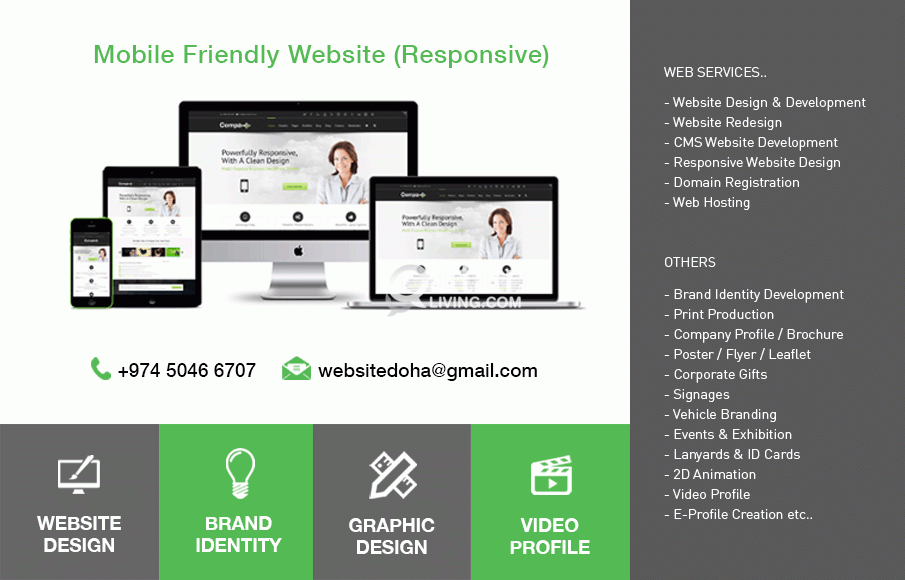 Mobile Friendly Website (Responsive)
Compa
Powerfully Responsive,
With A Clean Design
Powerfully Responsive,
With A Clean Design
LIVING.COM
+974 5046 6707
websitedoha@gmail.com
WEBSITE
DESIGN
BRAND
IDENTITY
GRAPHIC
DESIGN
VIDEO
PROFILE
WEB SERVICES..
- Website Design & Development
- Website Redesign
- CMS Website Development
- Responsive Website Design
- Domain Registration
- Web Hosting
OTHERS
- Brand Identity Development
- Print Production
- Company Profile / Brochure
- Poster / Flyer / Leaflet
- Corporate Gifts
- Signages
- Vehicle Branding
- Events & Exhibition
- Lanyards & ID Cards
- 2D Animation
- Video Profile
- E-Profile Creation etc..